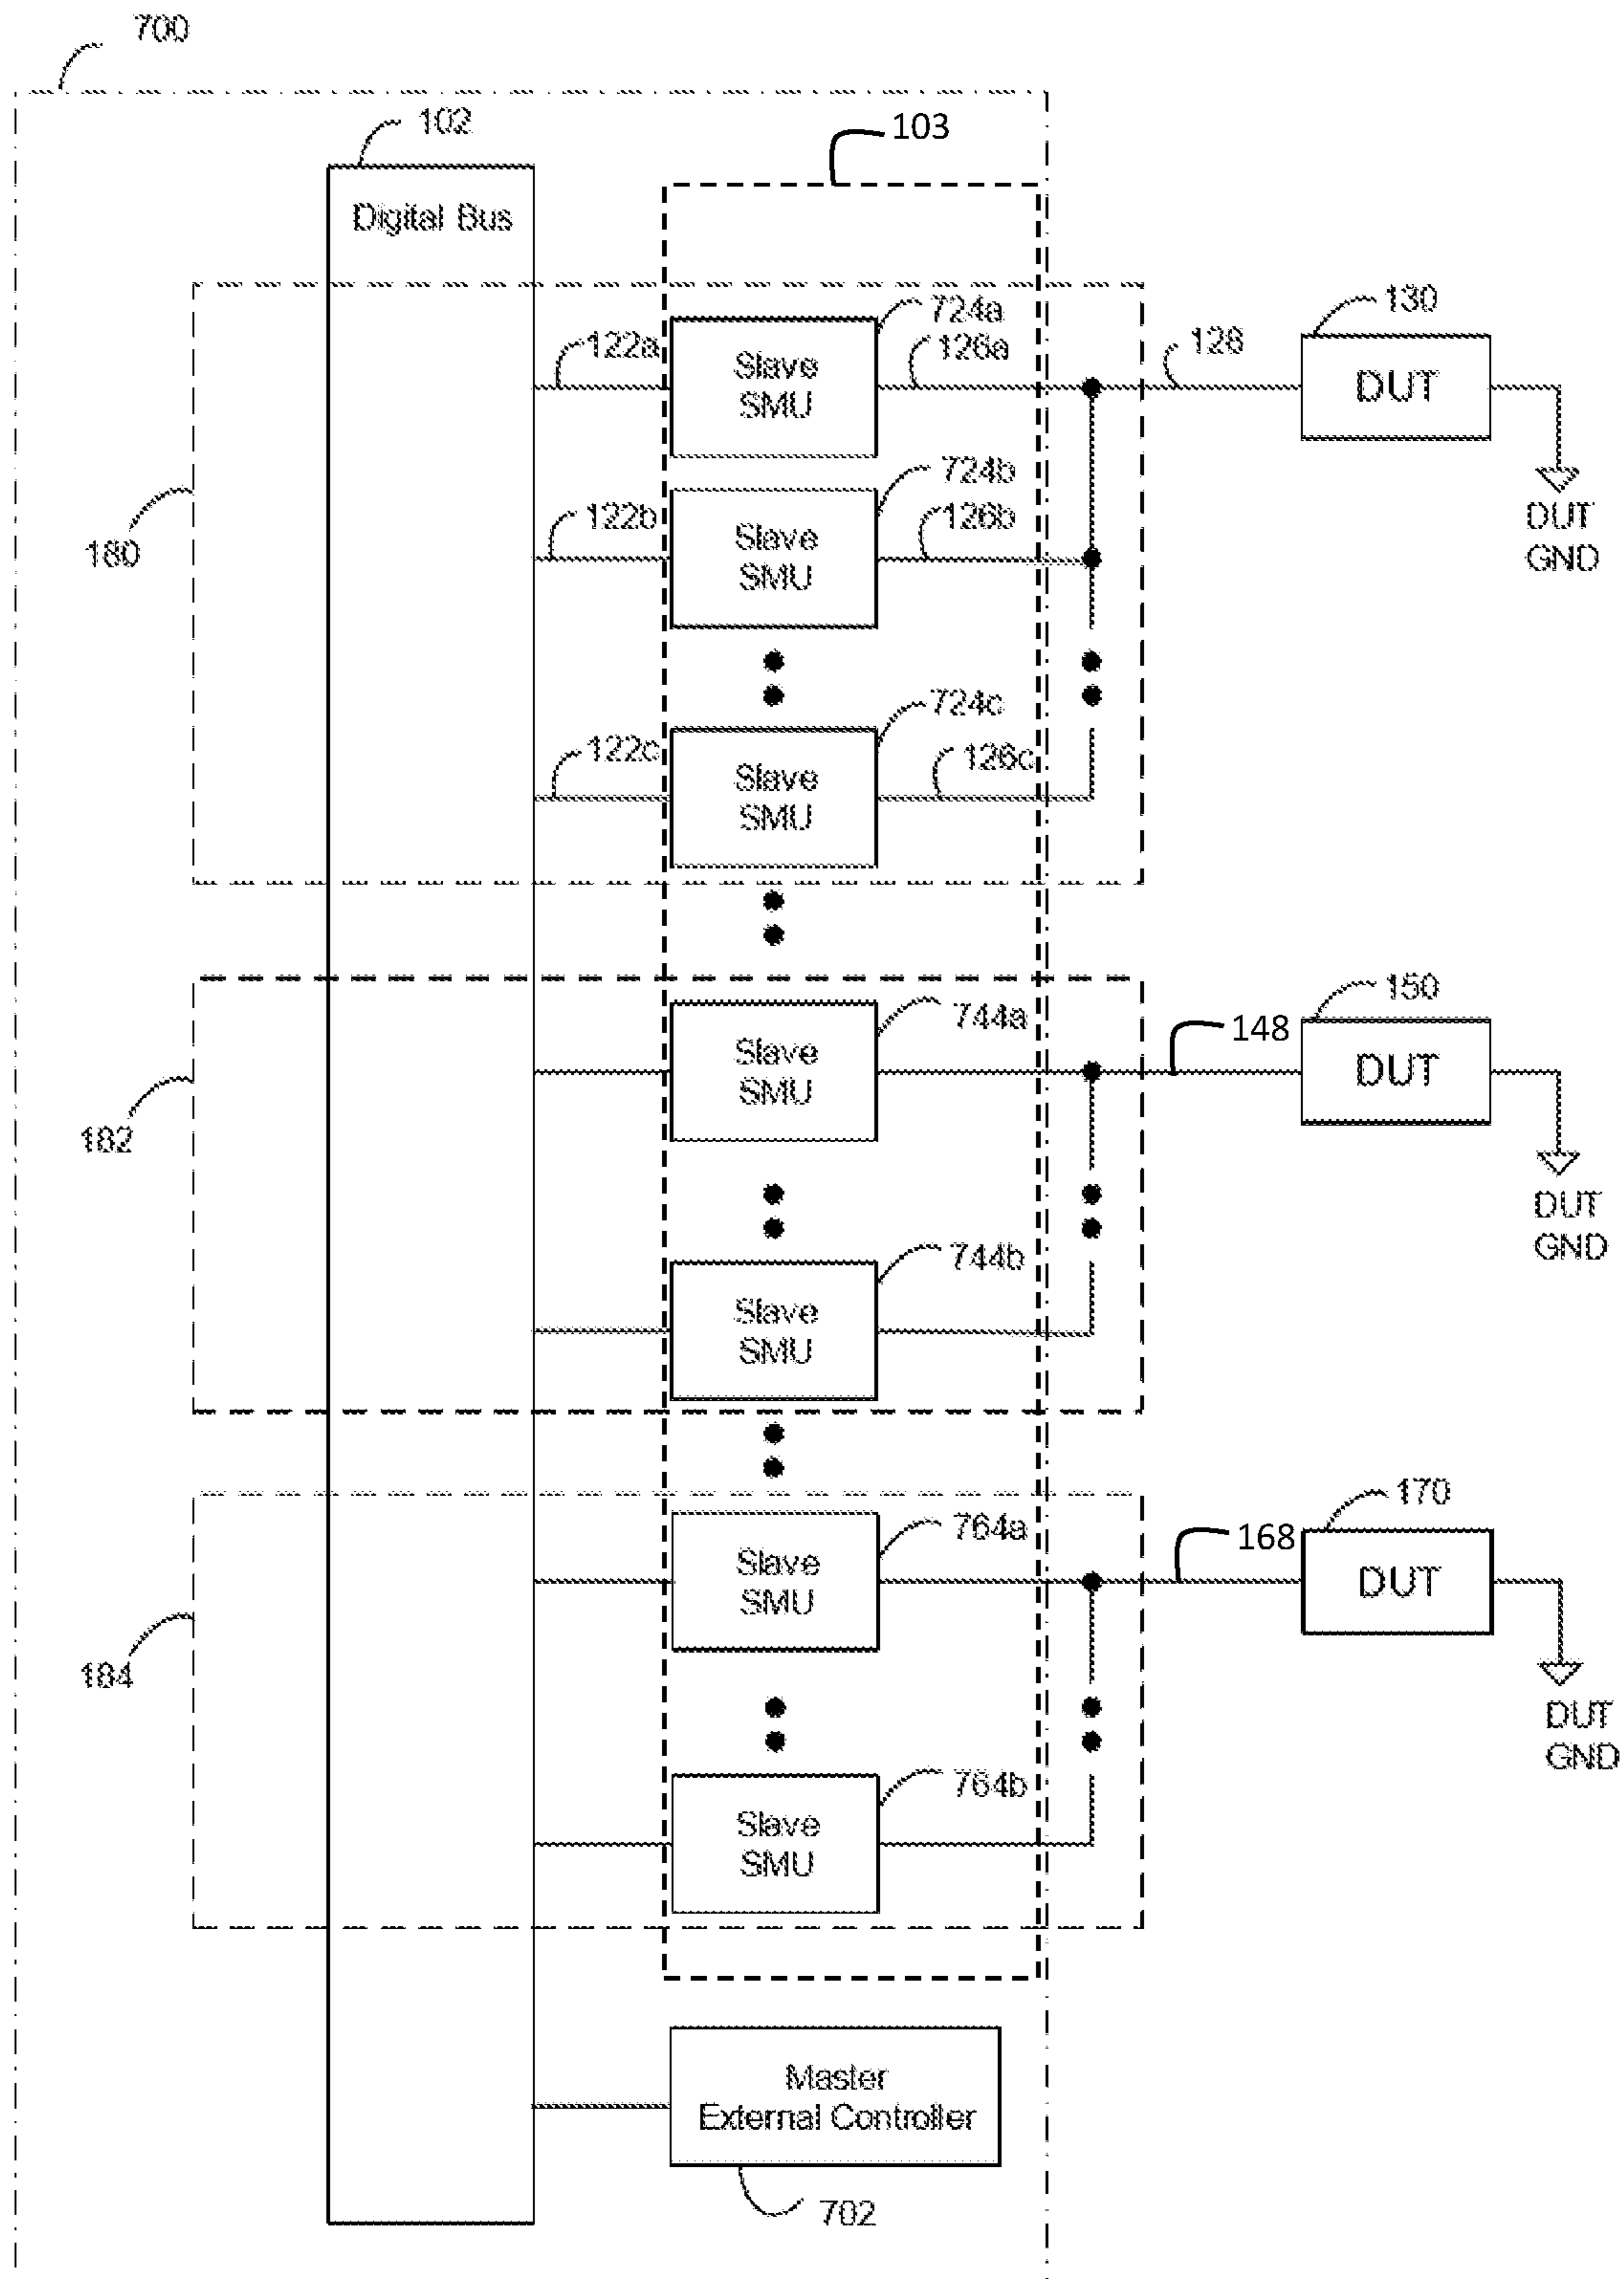 700
102
103
Digital Bus
724a
130
122a
126a
128
Slave
SMU
DUT
724b
122b
126b
DUT
GND
180
Slave
SMU
724c
122c
126c
Slave
SMU
744a
150
148
Slave
SMU
DUT
182
DUT
GND
744b
Slave
SMU
170
764a
168
Slave
SMU
DUT
184
DUT
GND
764b
Slave
SMU
Master
External Controller
702